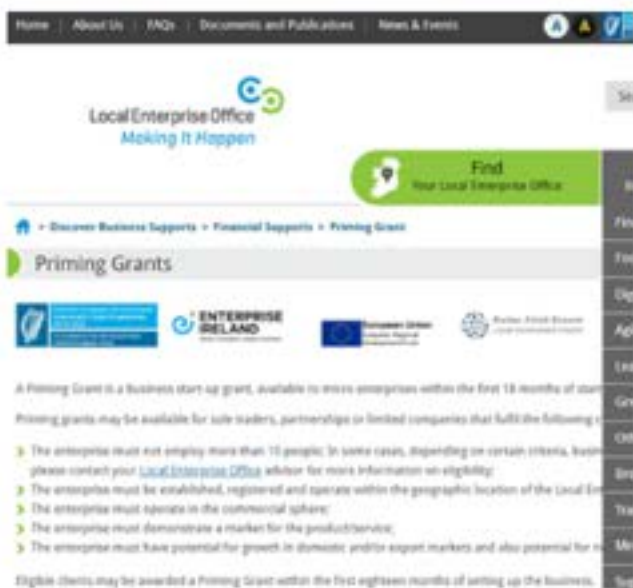 Home | About Us | FAQs | Documents and Publications | News & Events
A A
Se
Local Enterprise Office
Making It Happen
Find
Your Local Enterprise Office
> Discover Business Supports > Financial Supports > Priming Grant
Priming Grants
ENTERPRISE
IRELAND
European Union
A Priming Grant is a business start-up grant, available to micro enterprises within the first 18 months of start
Priming grants may be available for sole traders, partnerships or limited companies that fulfil the following c
The enterprise must not employ more than 10 people; In some cases, depending on certain criteria, busin
please contact your Local Enterprise Office advisor for more information on eligibility;
The enterprise must be established, registered and operate within the geographic location of the Local En
The enterprise must operate in the commercial sphere;
The enterprise must demonstrate a market for the product/service;
The enterprise must have potential for growth in domestic and/or export markets and also potential for n
Eligible clients may be awarded a Priming Grant within the first eighteen months of setting up the business.